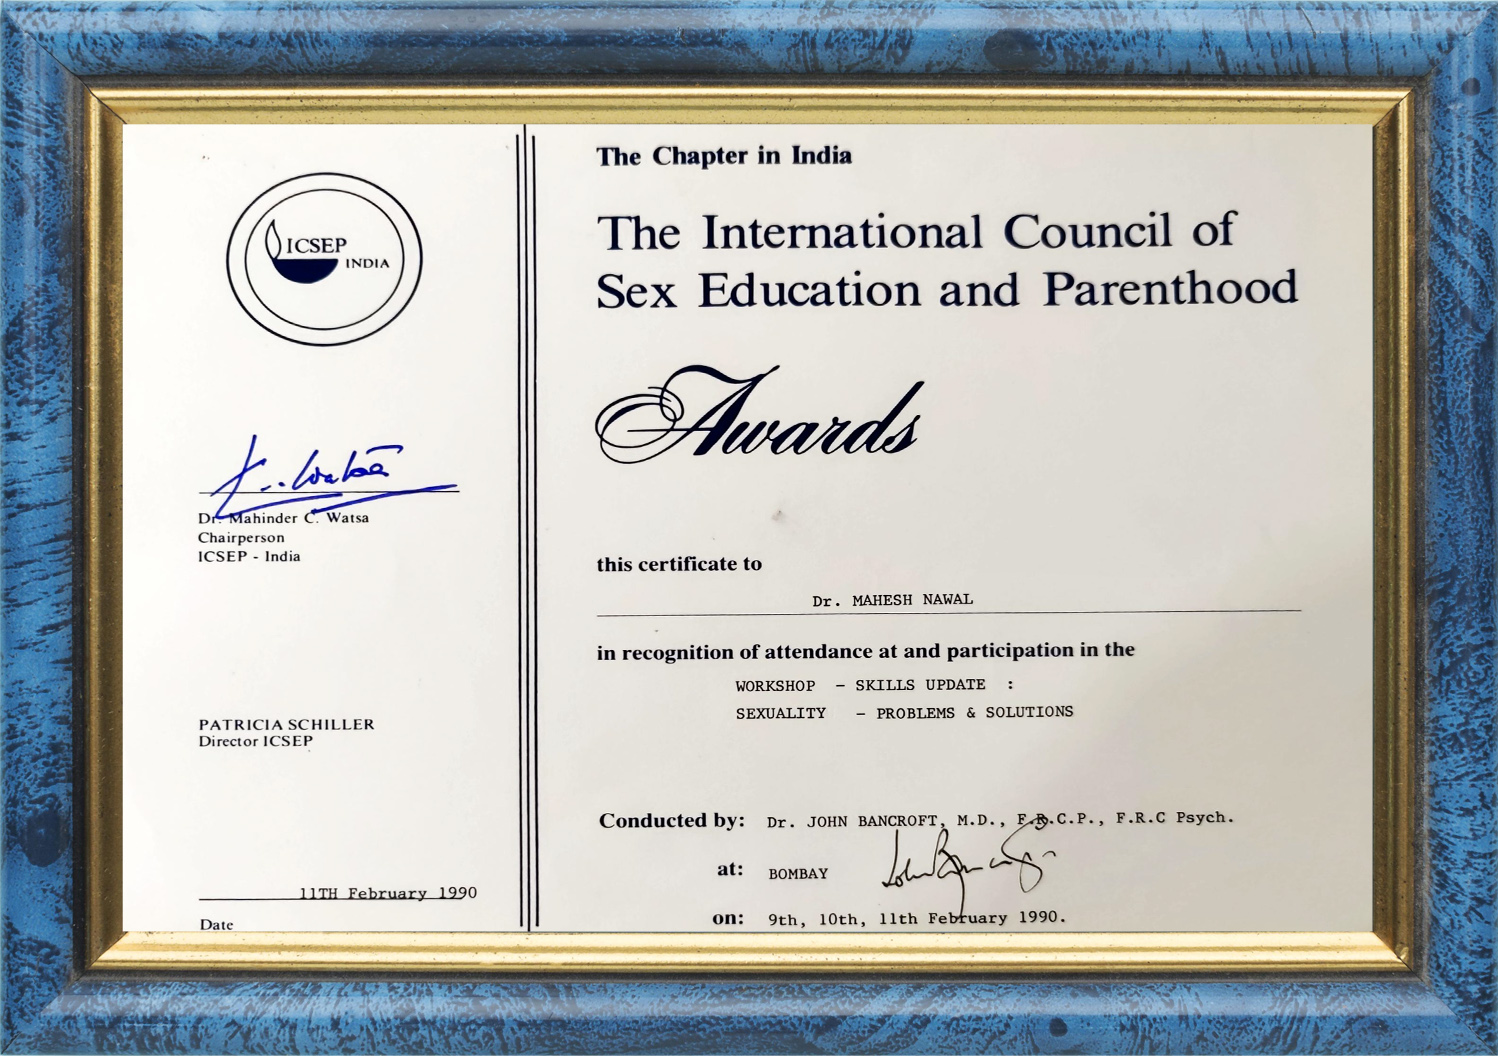 ICSEP
INDIA
Dr. Mahinder C. Watsa
Chairperson
ICSEP - India
PATRICIA SCHILLER
Director ICSEP
11TH February 1990
Date
The Chapter in India
The International Council of
Sex Education and Parenthood
Awards
this certificate to
Dr. MAHESH NAWAL
in recognition of attendance at and participation in the
WORKSHOP - SKILLS UPDATE :
SEXUALITY - PROBLEMS & SOLUTIONS
Conducted by: Dr. JOHN BANCROFT, M.D., F.R.C.P., F.R.C Psych.
at: BOMBAY
on: 9th, 10th, 11th February 1990.